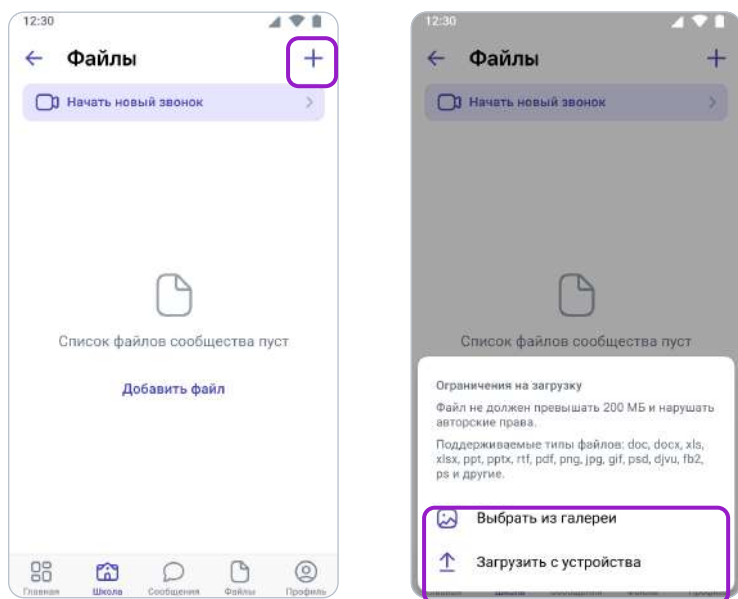 12:30
Файлы
Начать новый звонок
Список файлов сообщества пуст
Добавить файл
Главная
Школа
Сообщения
Файлы
Профиль
12:30
Файлы
Начать новый звонок
Список файлов сообщества пуст
Ограничения на загрузку
Файл не должен превышать 200 МБ и нарушать
авторские права.
Поддерживаемые типы файлов: doc, docx, xls,
xlsx, ppt, pptx, rtf, pdf, png, jpg, gif, psd, djvu, fb2,
ps и другие.
Выбрать из галереи
Загрузить с устройства